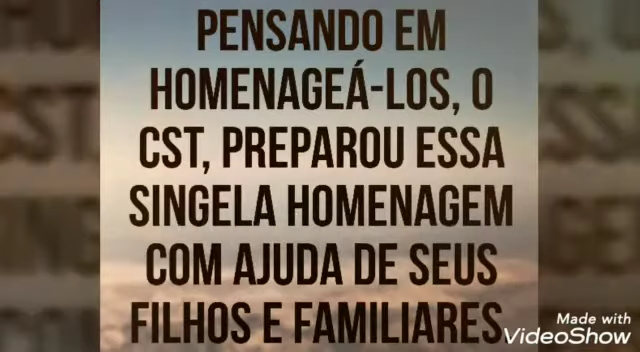 PENSANDO EM
HOMENAGEÁ-LOS, O
CST, PREPAROU ESSA
SINGELA HOMENAGEM
COM AJUDA DE SEUS
FILHOS E FAMILIARES
Made with
VideoShow